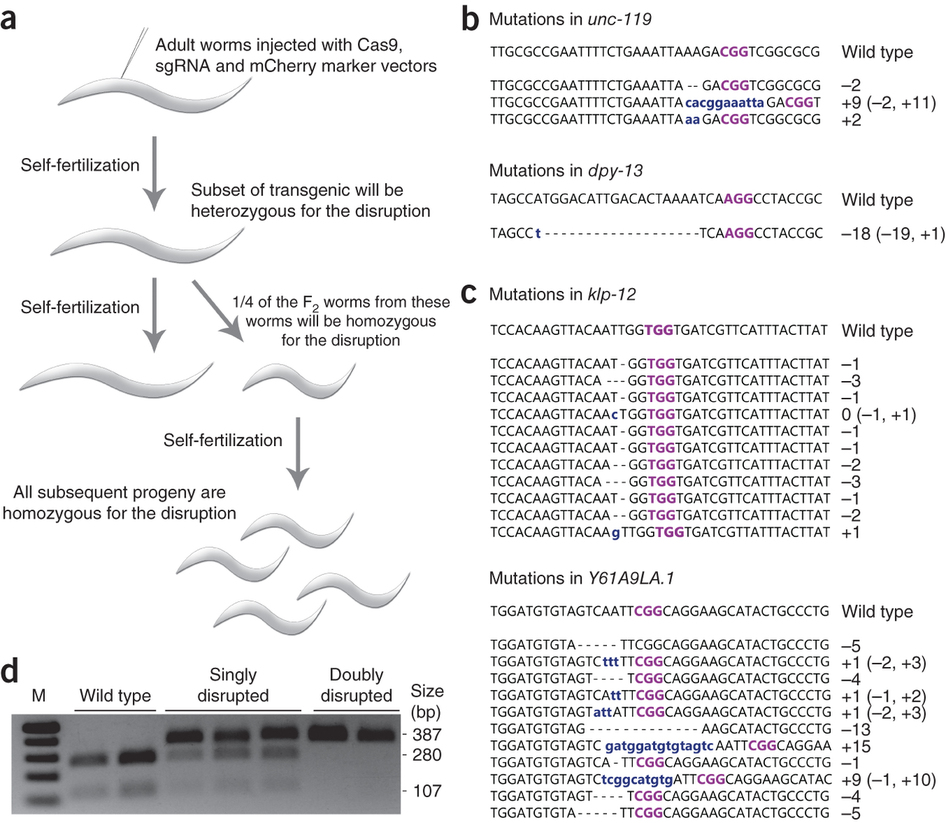 a
Adult worms injected with Cas9,
sgRNA and mCherry marker vectors
Self-fertilization
Subset of transgenic will be
heterozygous for the disruption
Self-fertilization
1/4 of the F2 worms from these
worms will be homozygous
for the disruption
Self-fertilization
All subsequent progeny are
homozygous for the disruption
b
Mutations in unc-119
TTGCGCCGAATTTTCTGAAATTAAAGACGGTCGGCGCG Wild type
TTGCGCCGAATTTTCTGAAATTA--GACGGTCGGCGCG –2
TTGCGCCGAATTTTCTGAAATTAcacggaaattaGACGGT +9 (–2, +11)
TTGCGCCGAATTTTCTGAAATTAaaGACGGTCGGCGCG +2
Mutations in dpy-13
TAGCCATGGACATTGACACTAAAATCAAGGCCTACCGC Wild type
TAGCCt-------------------TCAAGGCCTACCGC –18 (–19, +1)
c
Mutations in klp-12
TCCACAAGTTACAATTGGTGGTGATCGTTCATTTACTTAT Wild type
TCCACAAGTTACAAT-GGTGGTGATCGTTCATTTACTTAT –1
TCCACAAGTTACA---GGTGGTGATCGTTCATTTACTTAT –3
TCCACAAGTTACAAT-GGTGGTGATCGTTCATTTACTTAT –1
TCCACAAGTTACAAcTGGTGGTGATCGTTCATTTACTTAT 0 (–1, +1)
TCCACAAGTTACAAT-GGTGGTGATCGTTCATTTACTTAT –1
TCCACAAGTTACAAT-GGTGGTGATCGTTCATTTACTTAT –1
TCCACAAGTTACAA--GGTGGTGATCGTTCATTTACTTAT –2
TCCACAAGTTACA---GGTGGTGATCGTTCATTTACTTAT –3
TCCACAAGTTACAAT-GGTGGTGATCGTTCATTTACTTAT –1
TCCACAAGTTACAA--GGTGGTGATCGTTCATTTACTTAT –2
TCCACAAGTTACAAgTTGGTGGTGATCGTTATTTACTTAT +1
Mutations in Y61A9LA.1
TGGATGTGTAGTCAATTCGGCAGGAAGCATACTGCCCTG Wild type
TGGATGTGTA-----TTCGGCAGGAAGCATACTGCCCTG –5
TGGATGTGTAGTCtttTTCGGCAGGAAGCATACTGCCCTG +1 (–2, +3)
TGGATGTGTAGT----TCGGCAGGAAGCATACTGCCCTG –4
TGGATGTGTAGTCAttTTCGGCAGGAAGCATACTGCCCTG +1 (–1, +2)
TGGATGTGTAGTattATTCGGCAGGAAGCATACTGCCCTG +1 (–2, +3)
TGGATGTGTAG-------------AAGCATACTGCCCTG –13
TGGATGTGTAGTCgatggatgtgtagtcAATTCGGCAGGAA +15
TGGATGTGTAGTCA-TTCGGCAGGAAGCATACTGCCCTG –1
TGGATGTGTAGTCtcggcatgtgATTCGGCAGGAAGCATAC +9 (–1, +10)
TGGATGTGTAGT----TCGGCAGGAAGCATACTGCCCTG –4
TGGATGTGTA-----TTCGGCAGGAAGCATACTGCCCTG –5
d
M
Wild type
Singly
disrupted
Doubly
disrupted
Size
(bp)
387
280
107